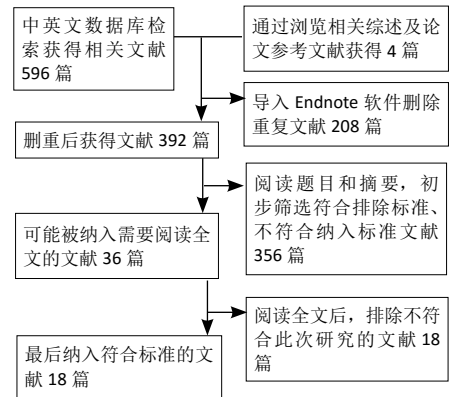 中英文数据库检
索获得相关文献
596 篇
通过浏览相关综述及论
文参考文献获得 4 篇
导入 Endnote 软件删除
重复文献 208 篇
删重后获得文献 392 篇
阅读题目和摘要，初
步筛选符合排除标准、
不符合纳入标准文献
356 篇
可能被纳入需要阅读全
文的文献 36 篇
阅读全文后，排除不符
合此次研究的文献 18
篇
最后纳入符合标准的文
献 18 篇